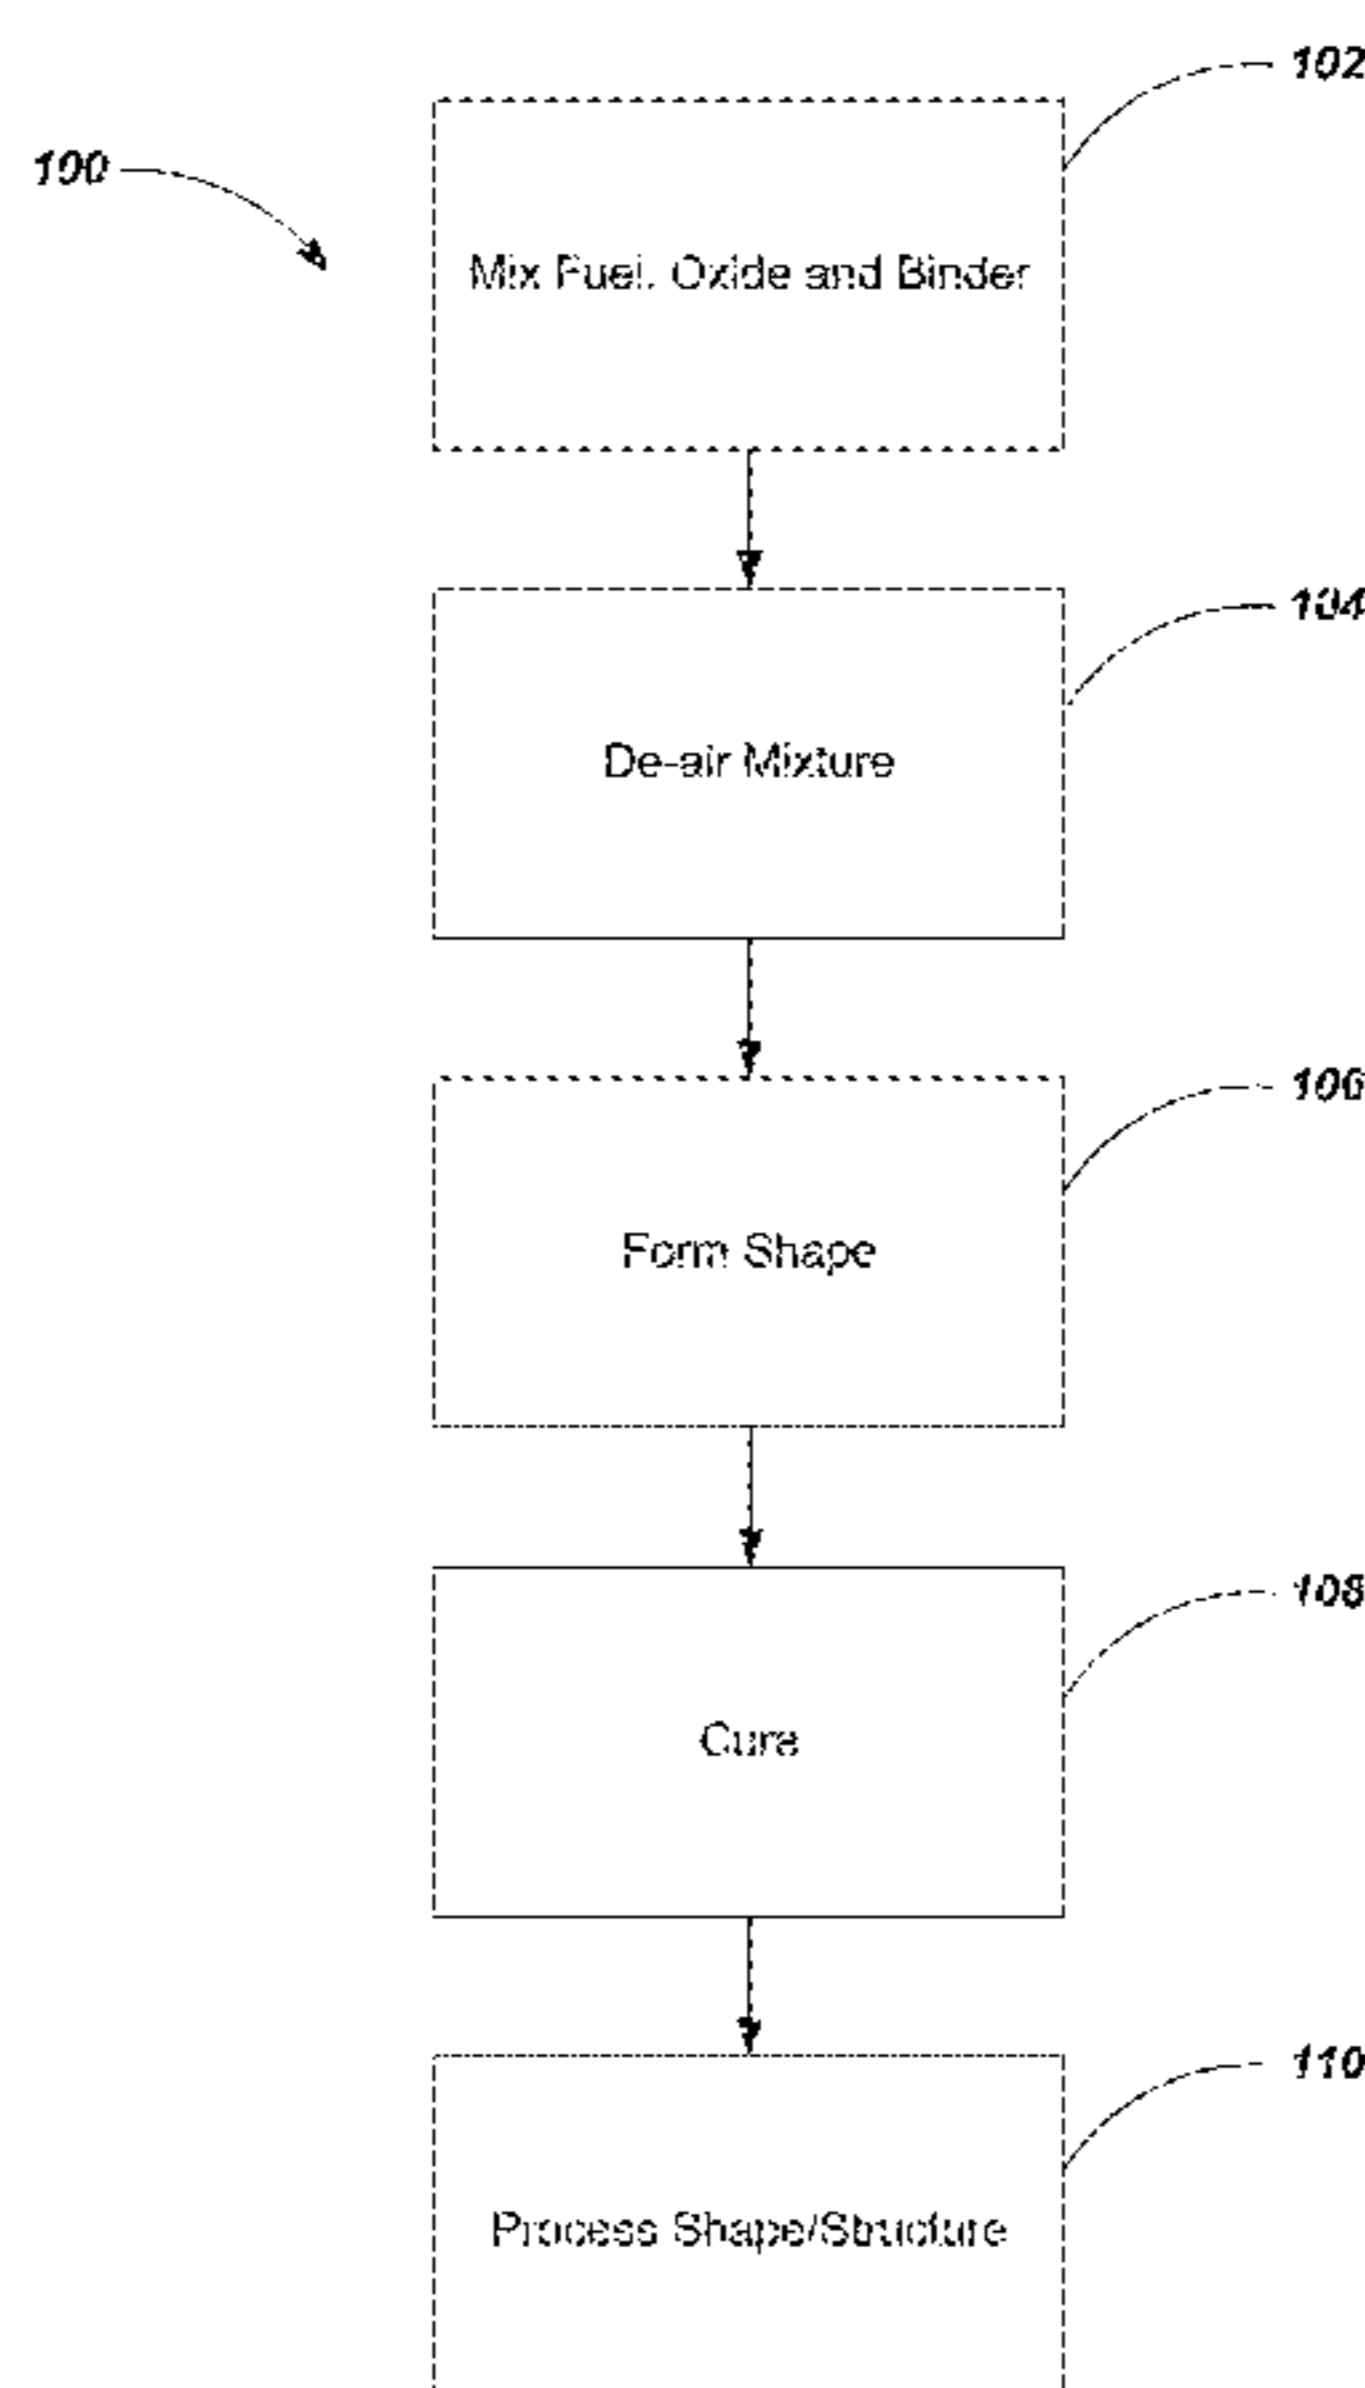 102
100
Mix Fuel, Oxide and Binder
104
De-air Mixture
106
Form Shape
108
Cure
110
Process Shape/Structure